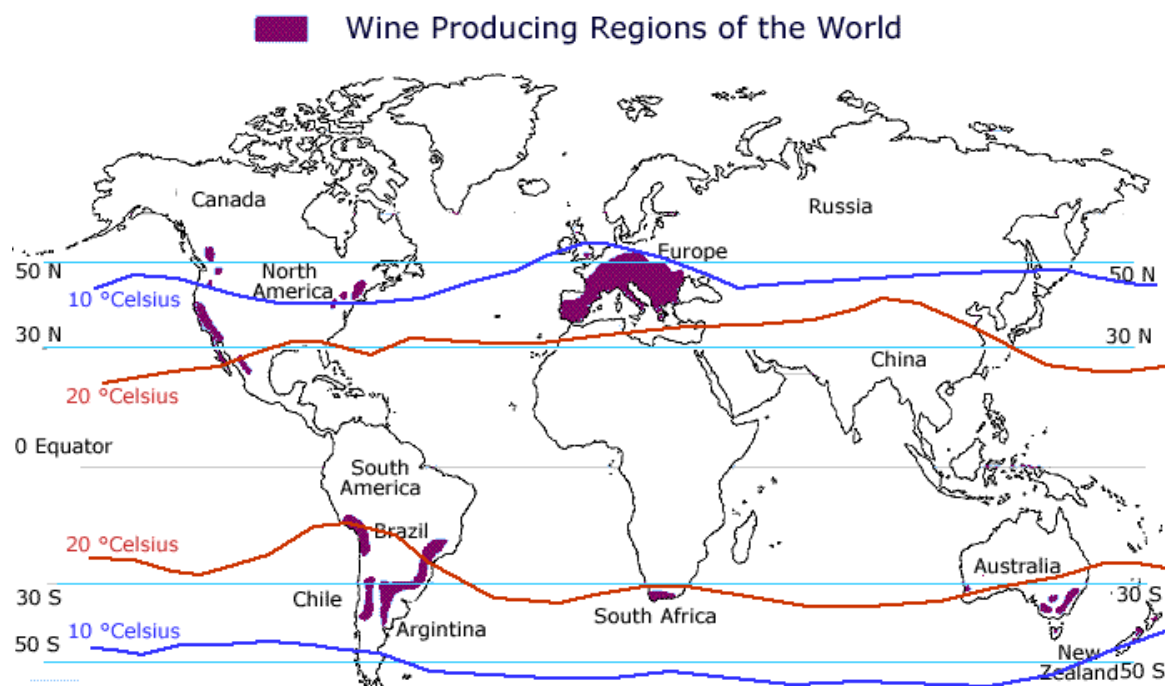 Wine Producing Regions of the World
Canada
Russia
Europe
50 N
North
America
50 N
10 °Celsius
30 N
30 N
China
20 °Celsius
0 Equator
South
America
Brazil
20 °Celsius
Australia
30 S
Chile
30 S
South Africa
10 °Celsius
Argintina
50 S
New
Zealand
50 S